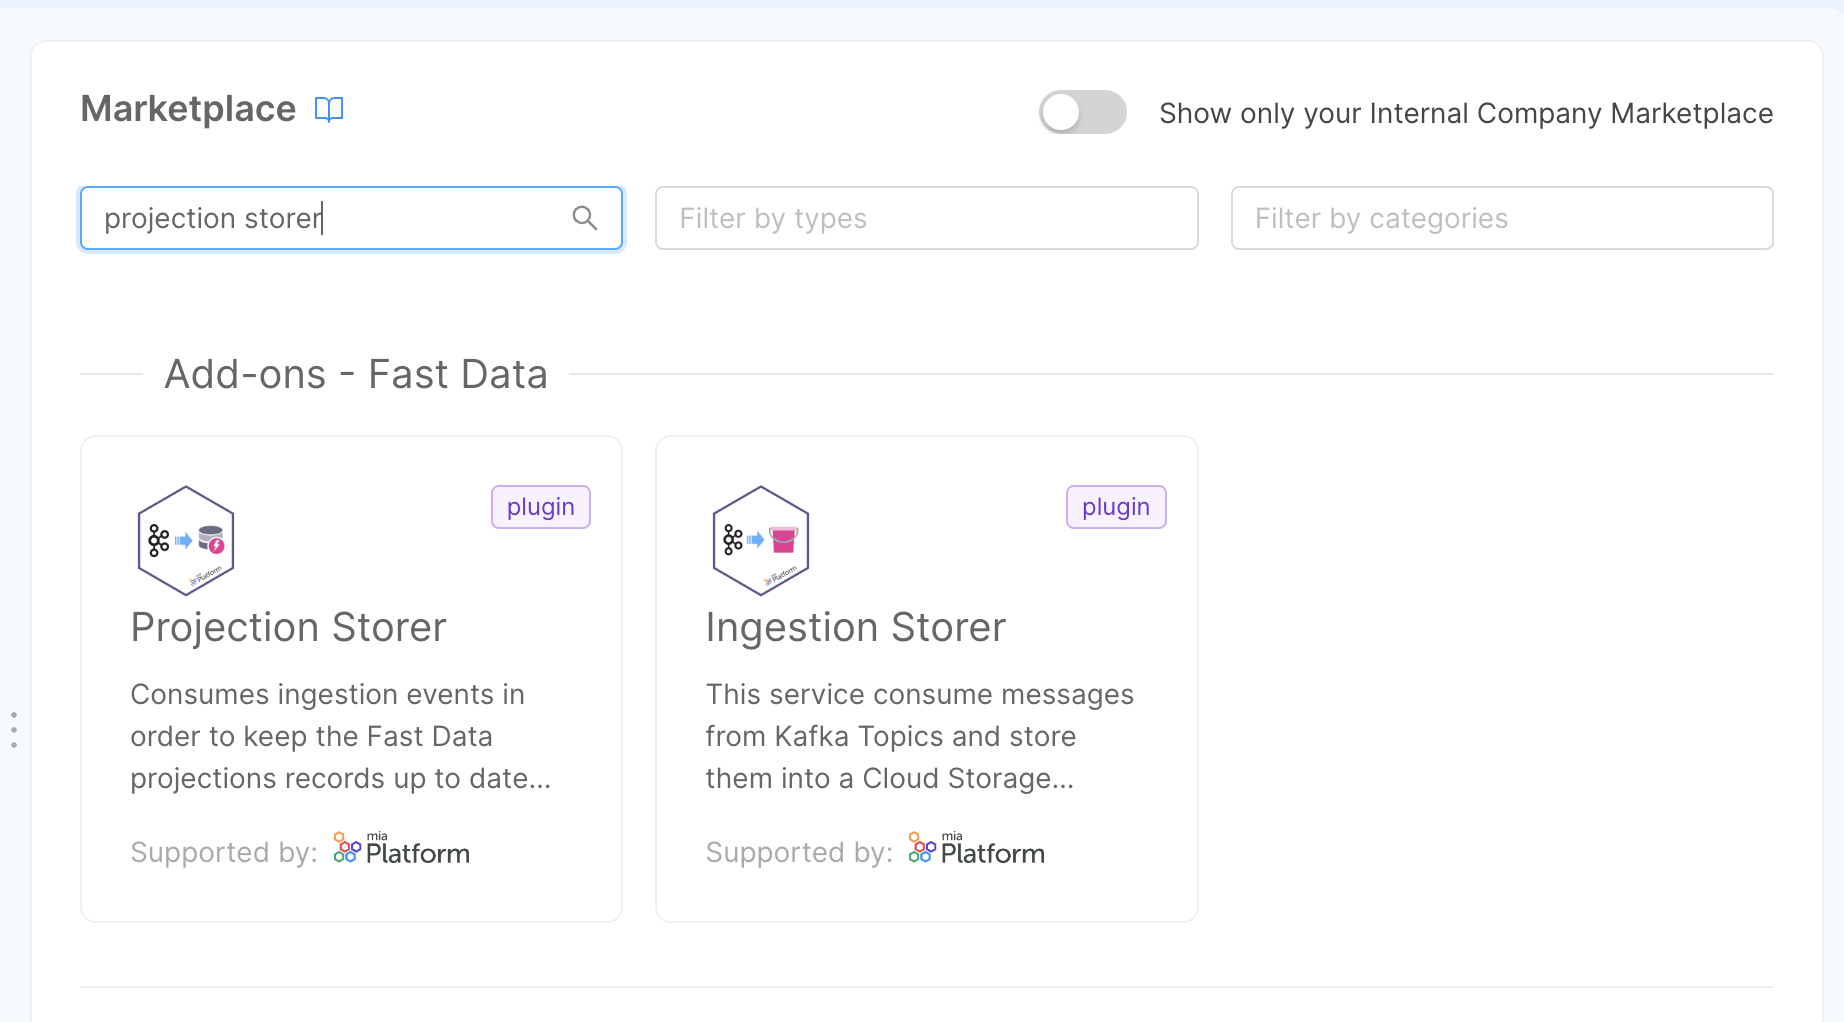 Marketplace
Show only your Internal Company Marketplace
projection storer
Filter by types
Filter by categories
Add-ons - Fast Data
plugin
Platform
Projection Storer
Consumes ingestion events in
order to keep the Fast Data
projections records up to date...
Supported by: mia Platform
plugin
Platform
Ingestion Storer
This service consume messages
from Kafka Topics and store
them into a Cloud Storage...
Supported by: mia Platform